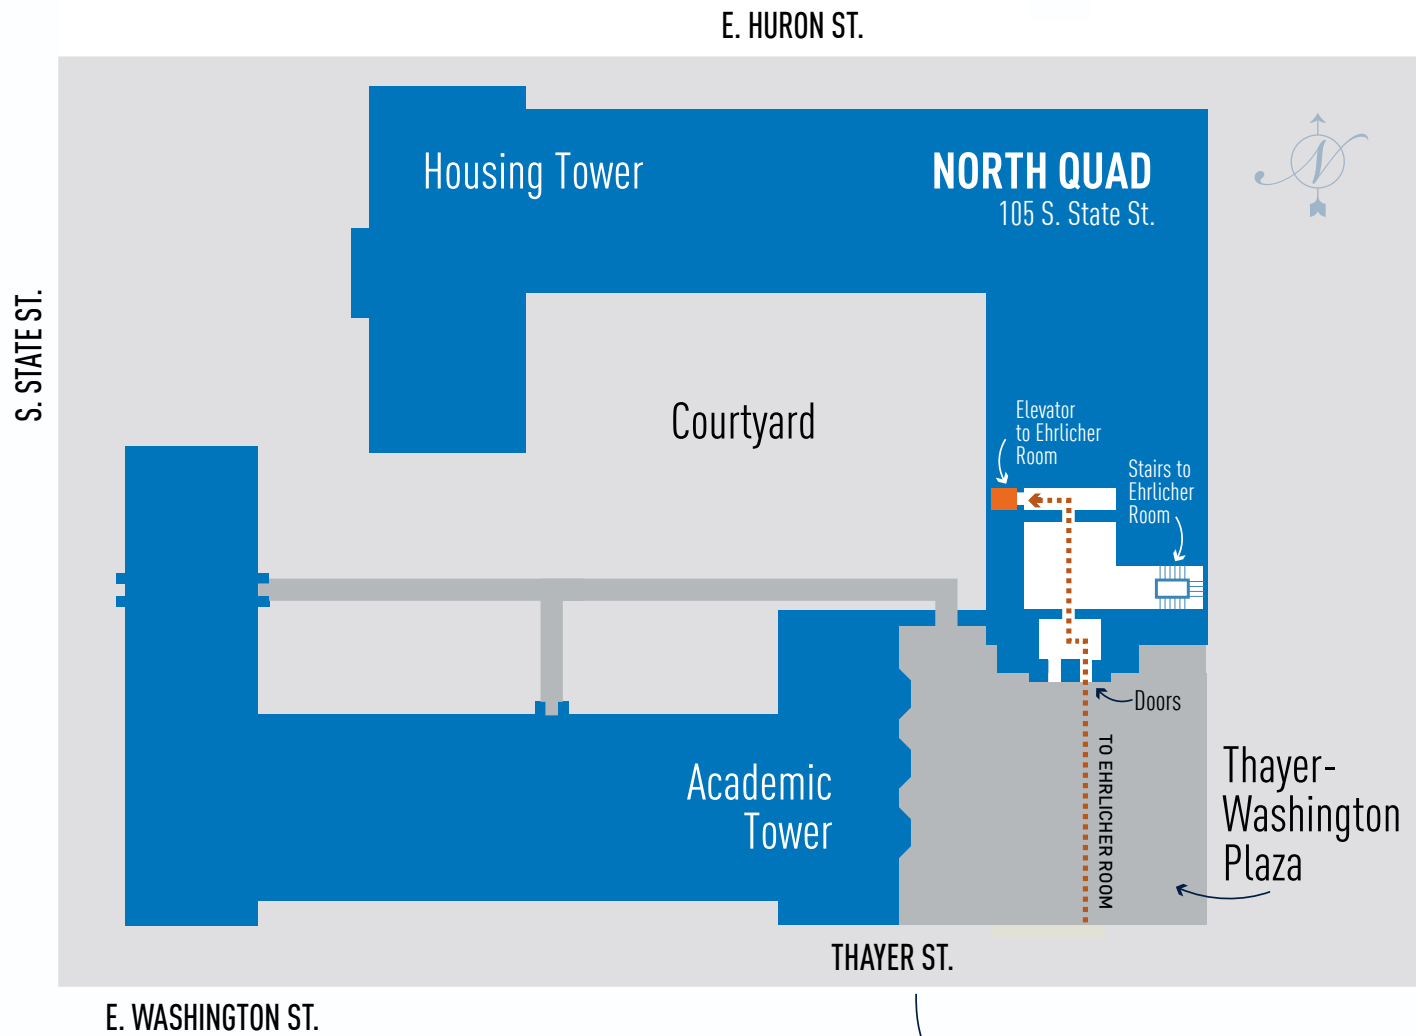 E. HURON ST.
Housing Tower
NORTH QUAD
105 S. State St.
N
S. STATE ST.
Courtyard
Elevator
to Ehrlicher
Room
Stairs to
Ehrlicher
Room
Doors
TO EHRLICHER ROOM
Thayer-
Washington
Plaza
Academic
Tower
THAYER ST.
E. WASHINGTON ST.